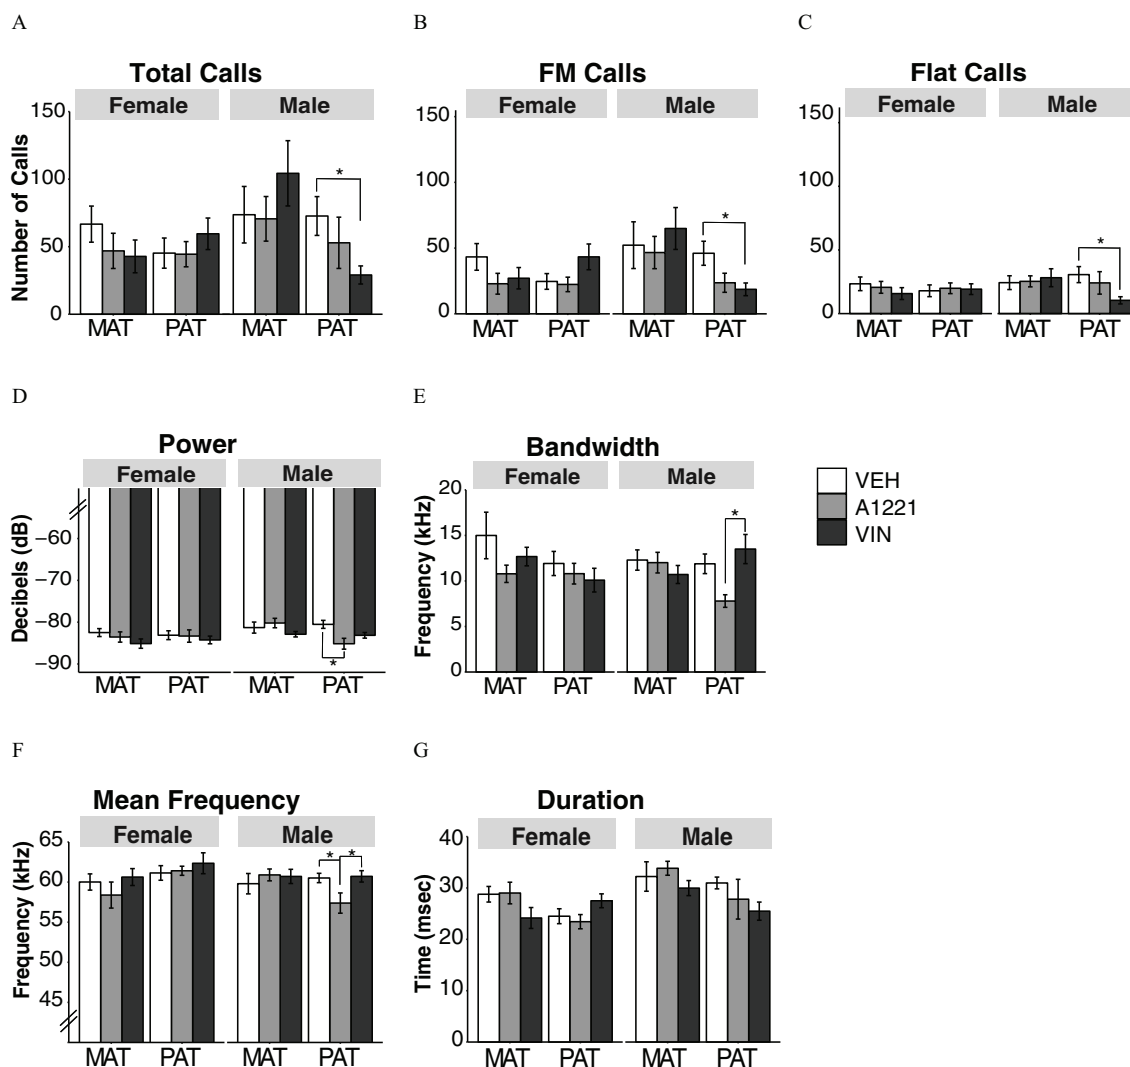 A
Total Calls
Female Male
Number of Calls
150
100
50
0
*
MAT PAT MAT PAT
B
FM Calls
Female Male
150
100
50
0
*
MAT PAT MAT PAT
C
Flat Calls
Female Male
150
100
50
0
*
MAT PAT MAT PAT
D
Power
Female Male
Decibels (dB)
−60
−70
−80
−90
*
MAT PAT MAT PAT
E
Bandwidth
Female Male
Frequency (kHz)
20
15
10
5
0
*
MAT PAT MAT PAT
VEH
A1221
VIN
F
Mean Frequency
Female Male
Frequency (kHz)
65
60
55
50
45
* *
MAT PAT MAT PAT
G
Duration
Female Male
Time (msec)
40
30
20
10
0
MAT PAT MAT PAT